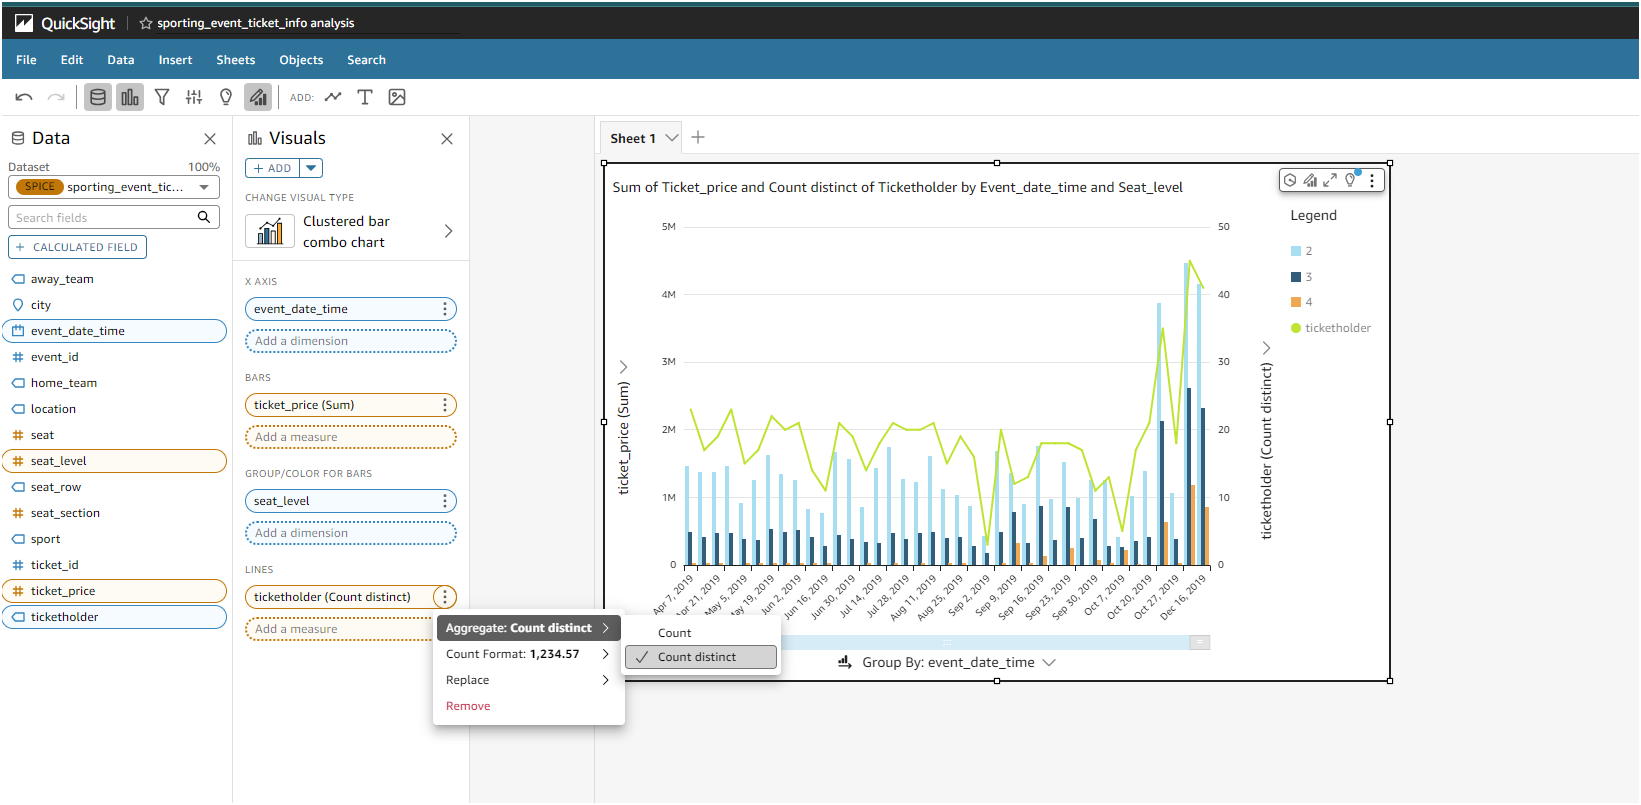 QuickSight
sporting_event_ticket_info analysis
File Edit Data Insert Sheets Objects Search
ADD:
Data
Dataset 100%
SPICE sporting_event_tic...
Search fields
+ CALCULATED FIELD
away_team
city
event_date_time
event_id
home_team
location
seat
seat_level
seat_row
seat_section
sport
ticket_id
ticket_price
ticketholder
Visuals
+ ADD
CHANGE VISUAL TYPE
Clustered bar
combo chart
X AXIS
event_date_time
Add a dimension
BARS
ticket_price (Sum)
Add a measure
GROUP/COLOR FOR BARS
seat_level
Add a dimension
LINES
ticketholder (Count distinct)
Add a measure
Aggregate: Count distinct
Count Format: 1,234.57
Replace
Remove
Count
Count distinct
Sheet 1
Sum of Ticket_price and Count distinct of Ticketholder by Event_date_time and Seat_level
ticket_price (Sum)
5M
4M
3M
2M
1M
0
50
40
30
20
10
0
ticketholder (Count distinct)
Apr 7, 2019
Apr 21, 2019
May 5, 2019
May 19, 2019
Jun 2, 2019
Jun 16, 2019
Jun 30, 2019
Jul 14, 2019
Jul 28, 2019
Aug 11, 2019
Aug 25, 2019
Sep 2, 2019
Sep 9, 2019
Sep 16, 2019
Sep 23, 2019
Sep 30, 2019
Oct 7, 2019
Oct 20, 2019
Oct 27, 2019
Dec 16, 2019
Group By: event_date_time
Legend
2
3
4
ticketholder